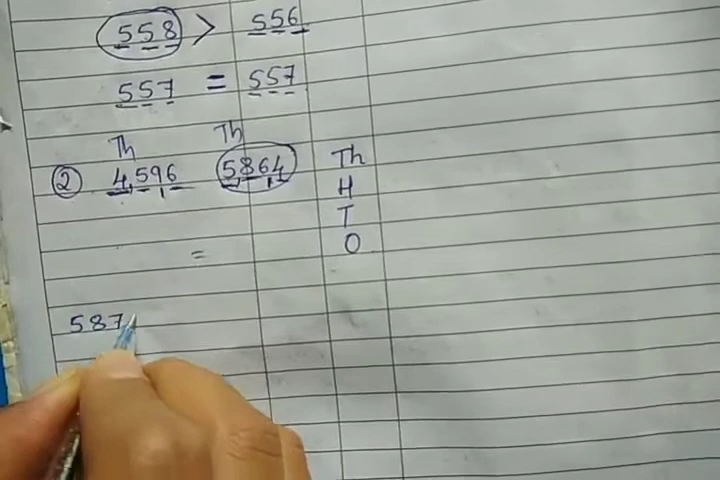 558 > 556
557 = 557
Th Th Th
② 4,596 5864
H
T
=
O
587